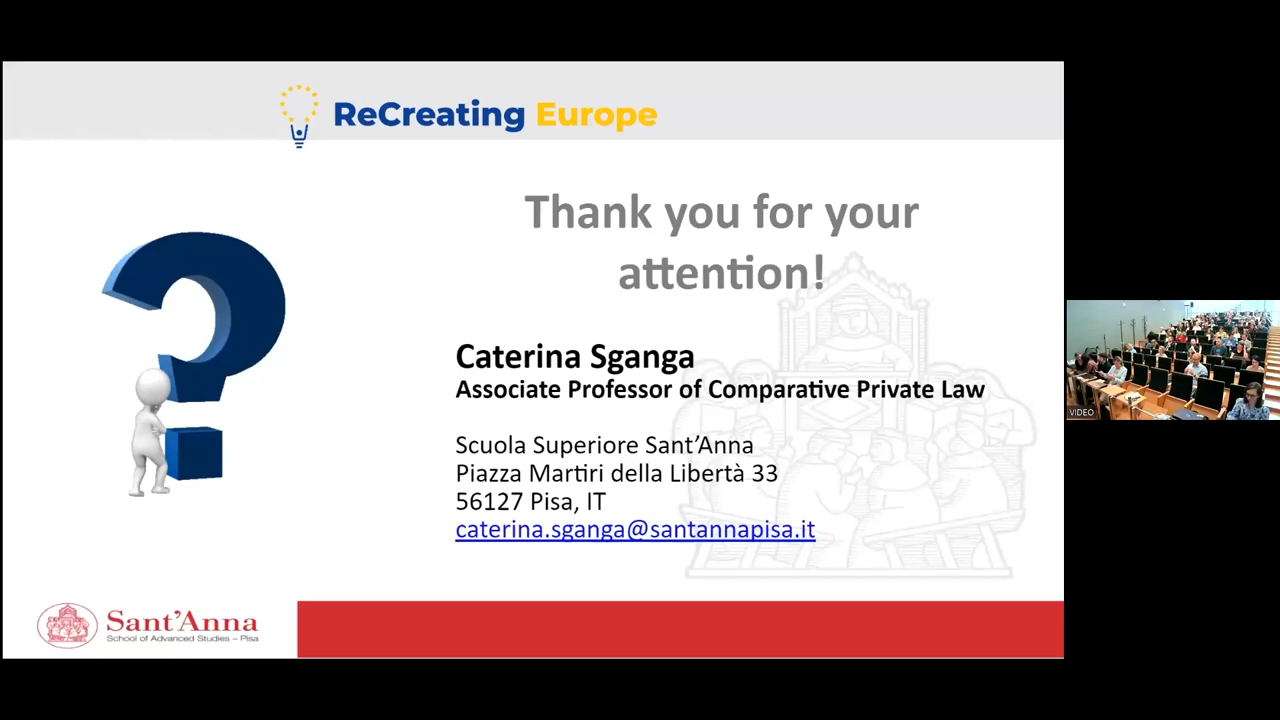 ReCreating Europe
Thank you for your
attention!
Caterina Sganga
Associate Professor of Comparative Private Law
Scuola Superiore Sant’Anna
Piazza Martiri della Libertà 33
56127 Pisa, IT
caterina.sganga@santannapisa.it
Sant’Anna
School of Advanced Studies – Pisa
VIDEO